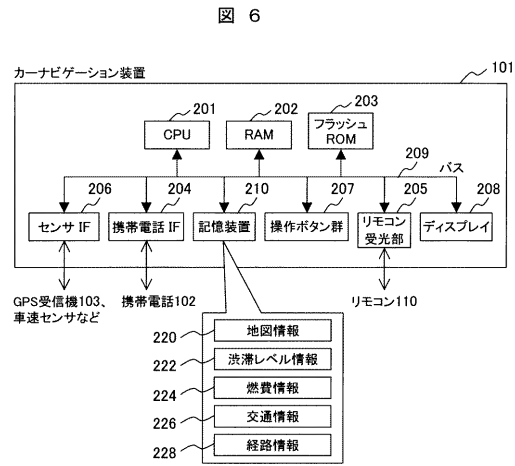 図 6
カーナビゲーション装置
101
201
CPU
202
RAM
203
フラッシュ
ROM
209
バス
206
センサ IF
204
携帯電話 IF
210
記憶装置
207
操作ボタン群
205
リモコン
受光部
208
ディスプレイ
GPS受信機103、
車速センサなど
携帯電話102
リモコン110
220
地図情報
222
渋滞レベル情報
224
燃費情報
226
交通情報
228
経路情報